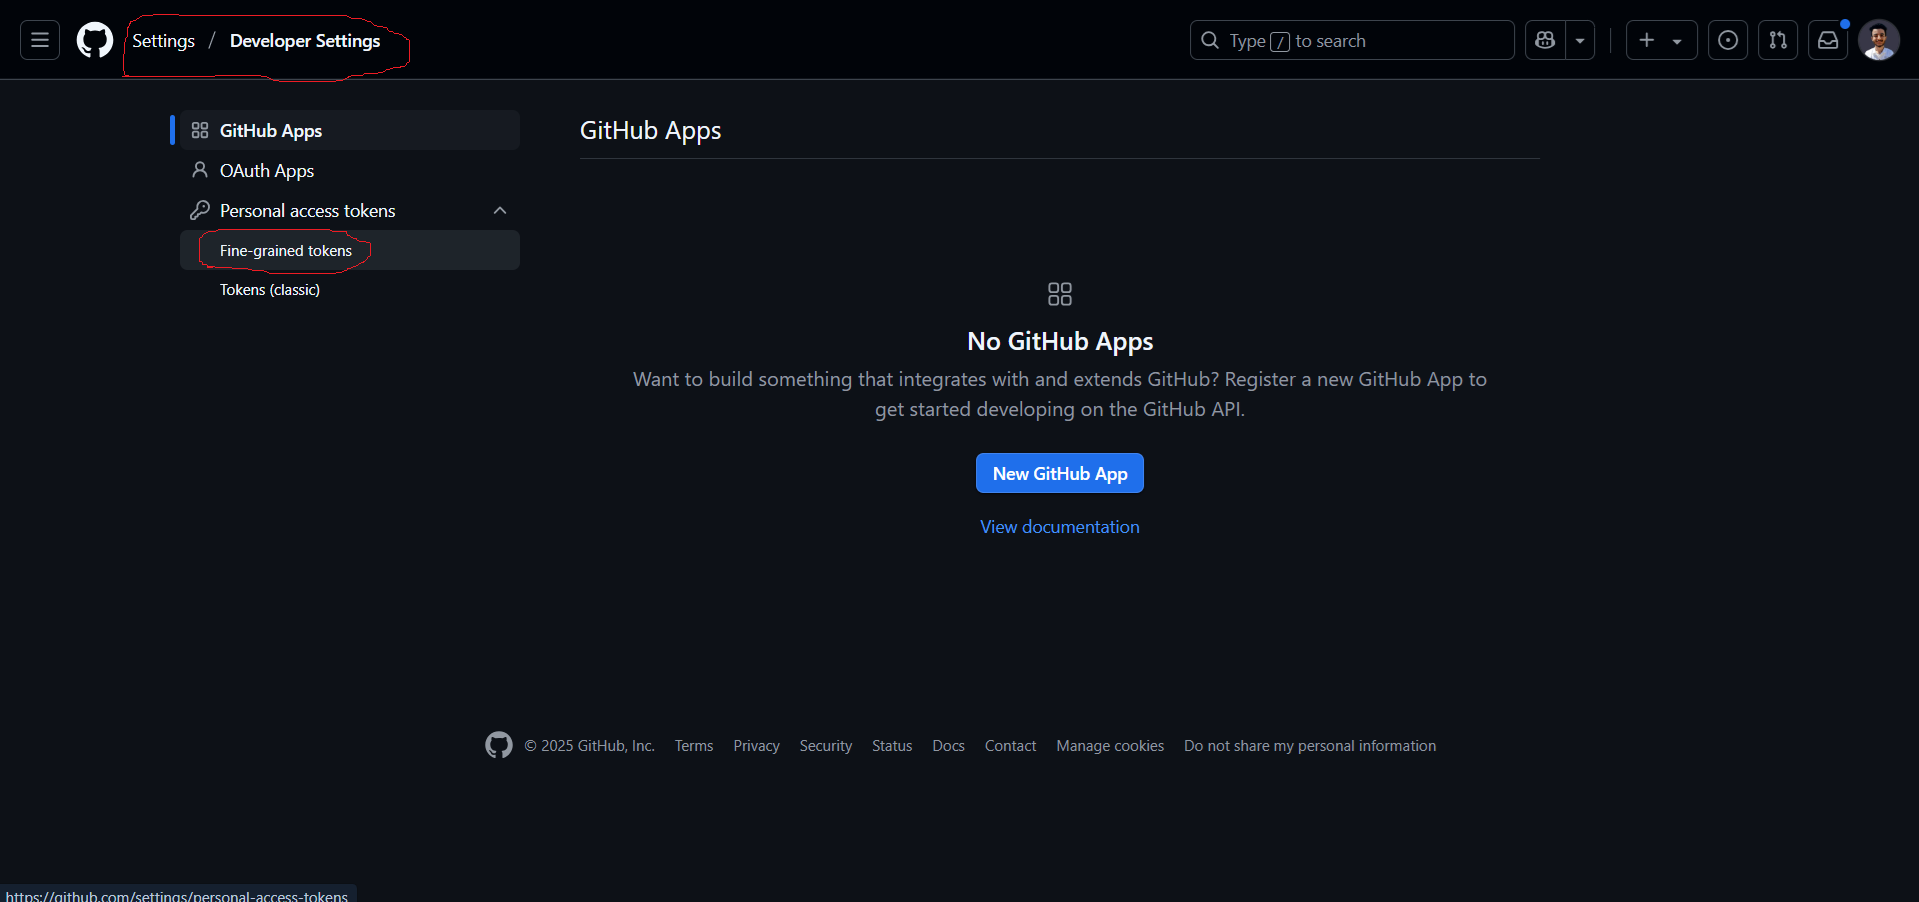 Settings / Developer Settings
Type / to search
GitHub Apps
OAuth Apps
Personal access tokens
Fine-grained tokens
Tokens (classic)
GitHub Apps
No GitHub Apps
Want to build something that integrates with and extends GitHub? Register a new GitHub App to
get started developing on the GitHub API.
New GitHub App
View documentation
© 2025 GitHub, Inc. Terms Privacy Security Status Docs Contact Manage cookies Do not share my personal information
https://github.com/settings/personal-access-tokens